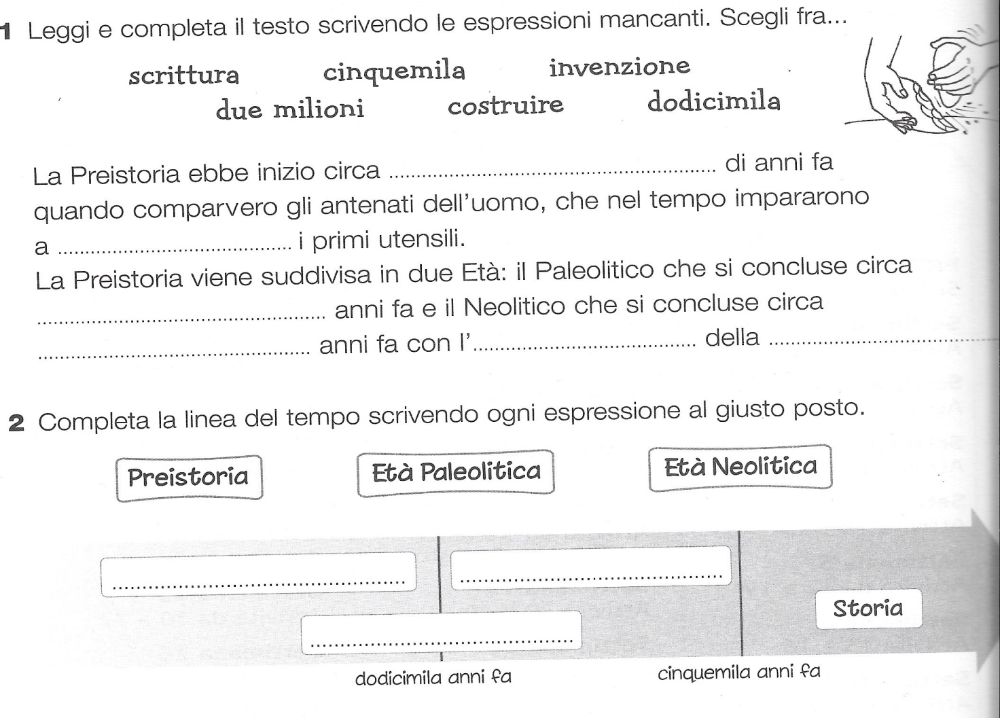 1 Leggi e completa il testo scrivendo le espressioni mancanti. Scegli fra...
scrittura cinquemila invenzione
due milioni costruire dodicimila
La Preistoria ebbe inizio circa ........................ di anni fa
quando comparvero gli antenati dell'uomo, che nel tempo impararono
a ........................ i primi utensili.
La Preistoria viene suddivisa in due Età: il Paleolitico che si concluse circa
........................ anni fa e il Neolitico che si concluse circa
........................ anni fa con l'........................ della ........................
2 Completa la linea del tempo scrivendo ogni espressione al giusto posto.
Preistoria Età Paleolitica Età Neolitica
........................ ........................
Storia
........................
dodicimila anni fa cinquemila anni fa